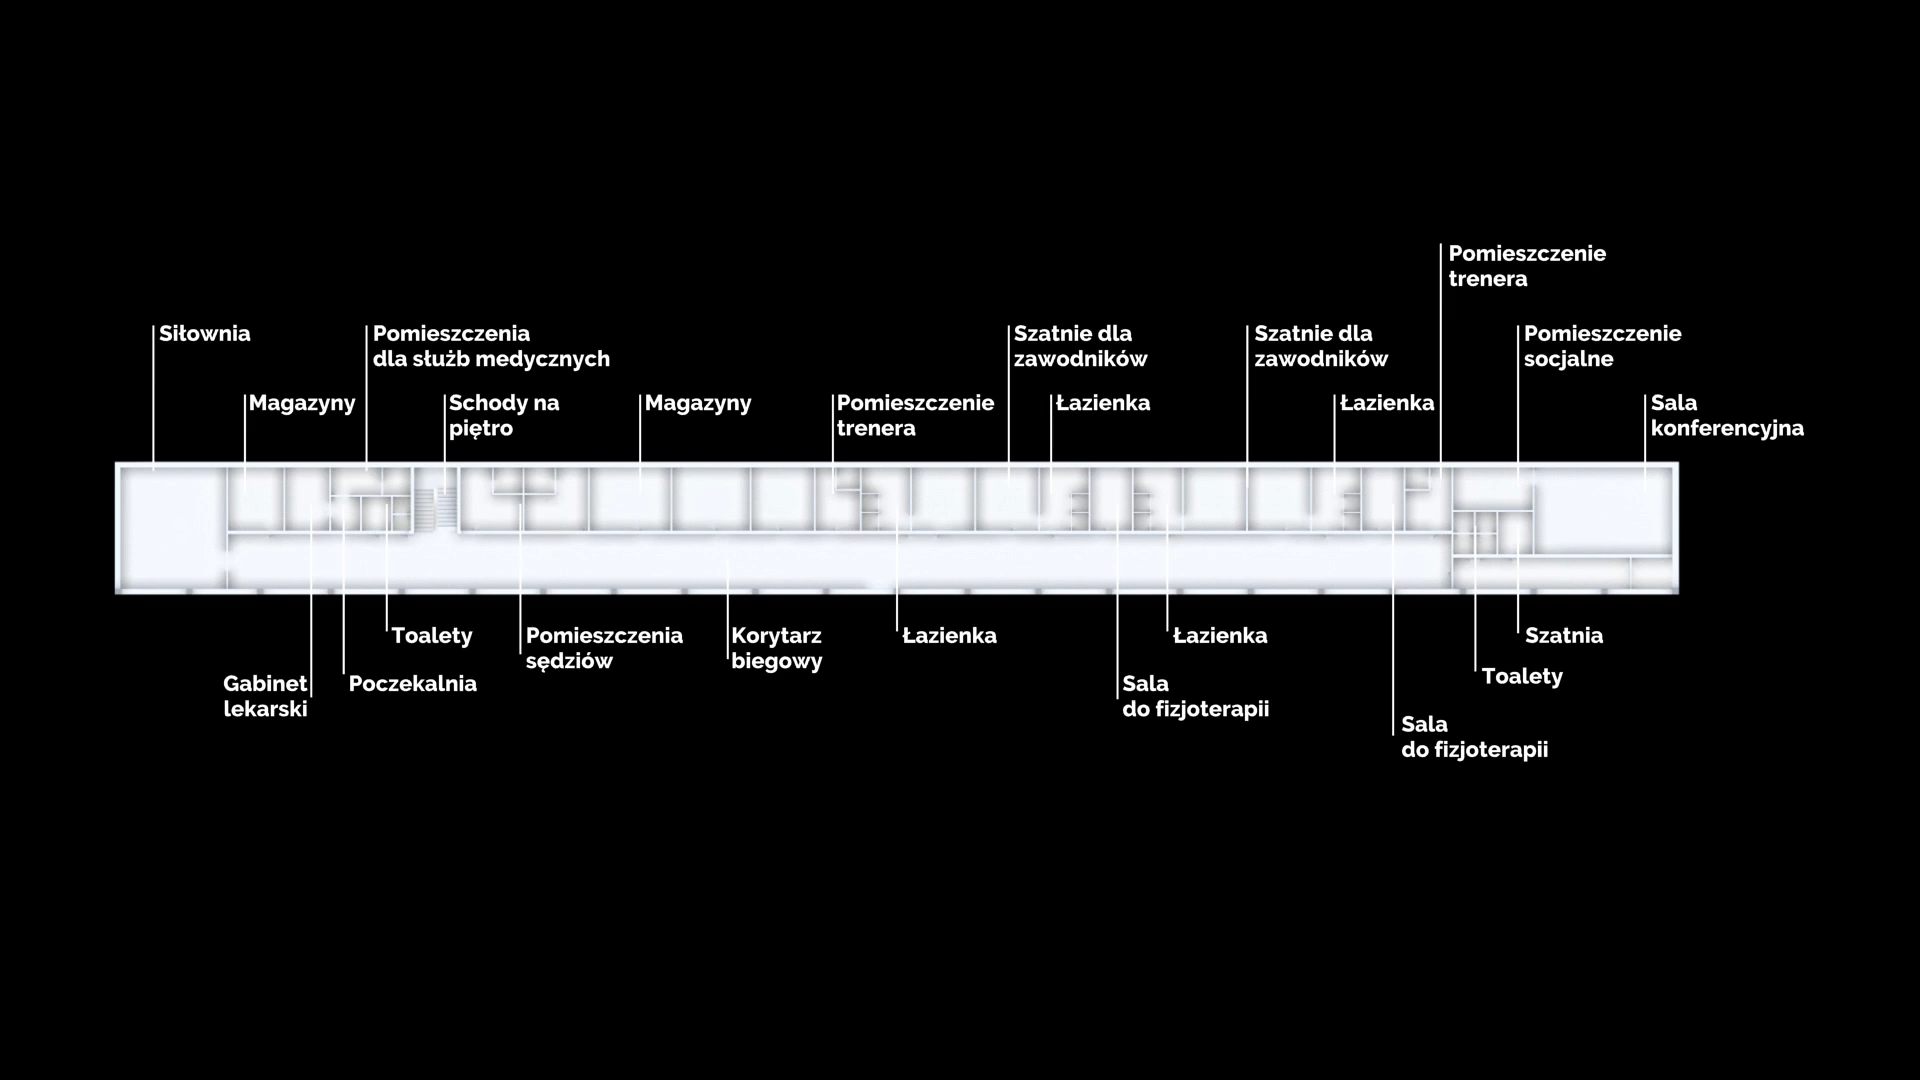 Pomieszczenie
trenera
Siłownia
Pomieszczenia
dla służb medycznych
Szatnie dla
zawodników
Szatnie dla
zawodników
Pomieszczenie
socjalne
Magazyny
Schody na
piętro
Magazyny
Pomieszczenie
trenera
Łazienka
Łazienka
Sala
konferencyjna
Toalety
Pomieszczenia
sędziów
Korytarz
biegowy
Łazienka
Łazienka
Szatnia
Gabinet
lekarski
Poczekalnia
Sala
do fizjoterapii
Toalety
Sala
do fizjoterapii